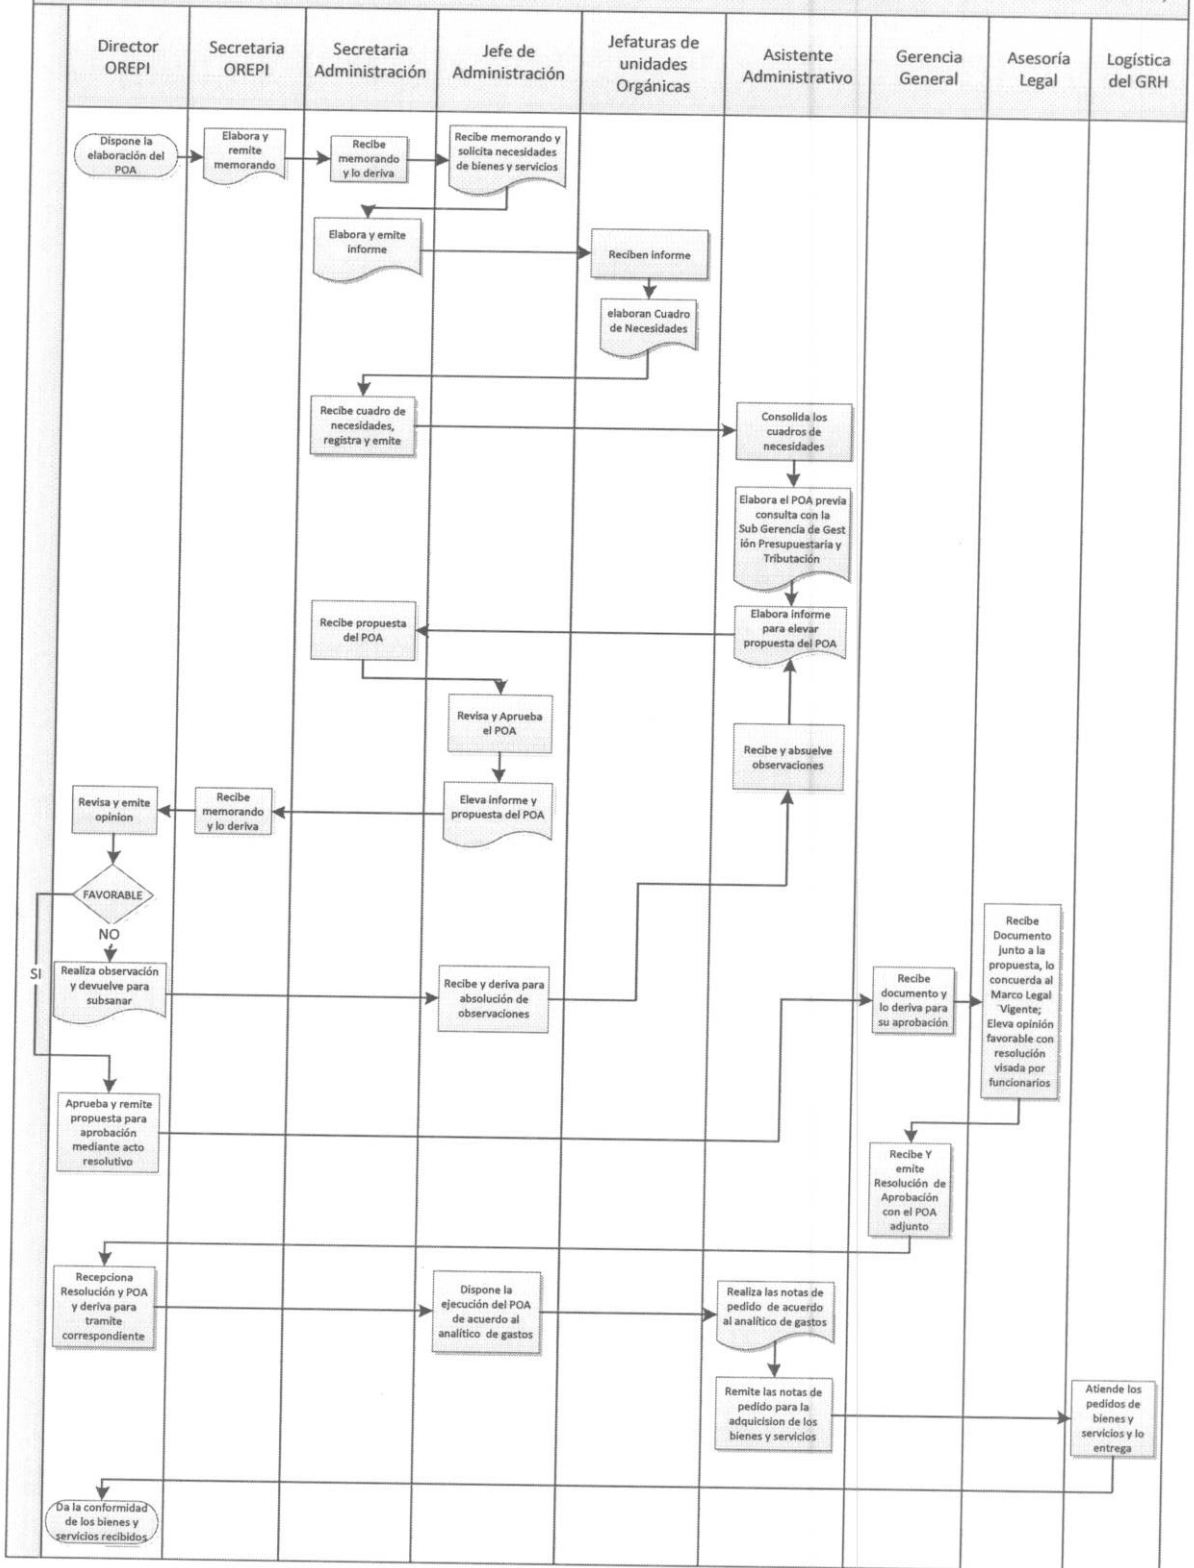 Director
OREPI
Secretaria
OREPI
Secretaria
Administración
Jefe de
Administración
Jefaturas de
unidades
Orgánicas
Asistente
Administrativo
Gerencia
General
Asesoría
Legal
Logística
del GRH
Dispone la
elaboración del
POA
Elabora y
remite
memorando
Recibe
memorando
y lo deriva
Recibe memorando y
solicita necesidades
de bienes y servicios
Elabora y emite
informe
Reciben informe
elaboran Cuadro
de Necesidades
Recibe cuadro de
necesidades,
registra y emite
Consolida los
cuadros de
necesidades
Elabora el POA previa
consulta con la
Sub Gerencia de Gest
ión Presupuestaria y
Tributación
Elabora informe
para elevar
propuesta del POA
Recibe propuesta
del POA
Revisa y Aprueba
el POA
Recibe y absuelve
observaciones
Eleva informe y
propuesta del POA
Recibe
memorando
y lo deriva
Revisa y emite
opinion
FAVORABLE
NO
SI
Realiza observación
y devuelve para
subsanar
Recibe y deriva para
absolución de
observaciones
Recibe
documento y
lo deriva para
su aprobación
Recibe
Documento
junto a la
propuesta, lo
concuerda al
Marco Legal
Vigente;
Eleva opinión
favorable con
resolución
visada por
funcionarios
Aprueba y remite
propuesta para
aprobación
mediante acto
resolutivo
Recibe Y
emite
Resolución de
Aprobación
con el POA
adjunto
Recepciona
Resolución y POA
y deriva para
tramite
correspondiente
Dispone la
ejecución del POA
de acuerdo al
analítico de gastos
Realiza las notas de
pedido de acuerdo
al analítico de gastos
Remite las notas de
pedido para la
adquicision de los
bienes y servicios
Atiende los
pedidos de
bienes y
servicios y lo
entrega
Da la conformidad
de los bienes y
servicios recibidos